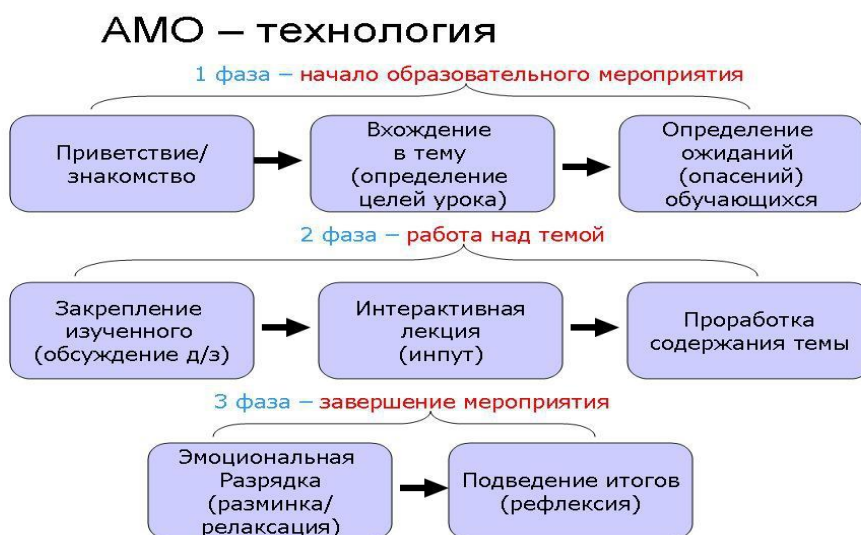 АМО – технология
1 фаза – начало образовательного мероприятия
Приветствие/
знакомство
Вхождение
в тему
(определение
целей урока)
Определение
ожиданий
(опасений)
обучающихся
2 фаза – работа над темой
Закрепление
изученного
(обсуждение д/з)
Интерактивная
лекция
(инпут)
Проработка
содержания темы
3 фаза – завершение мероприятия
Эмоциональная
Разрядка
(разминка/
релаксация)
Подведение итогов
(рефлексия)